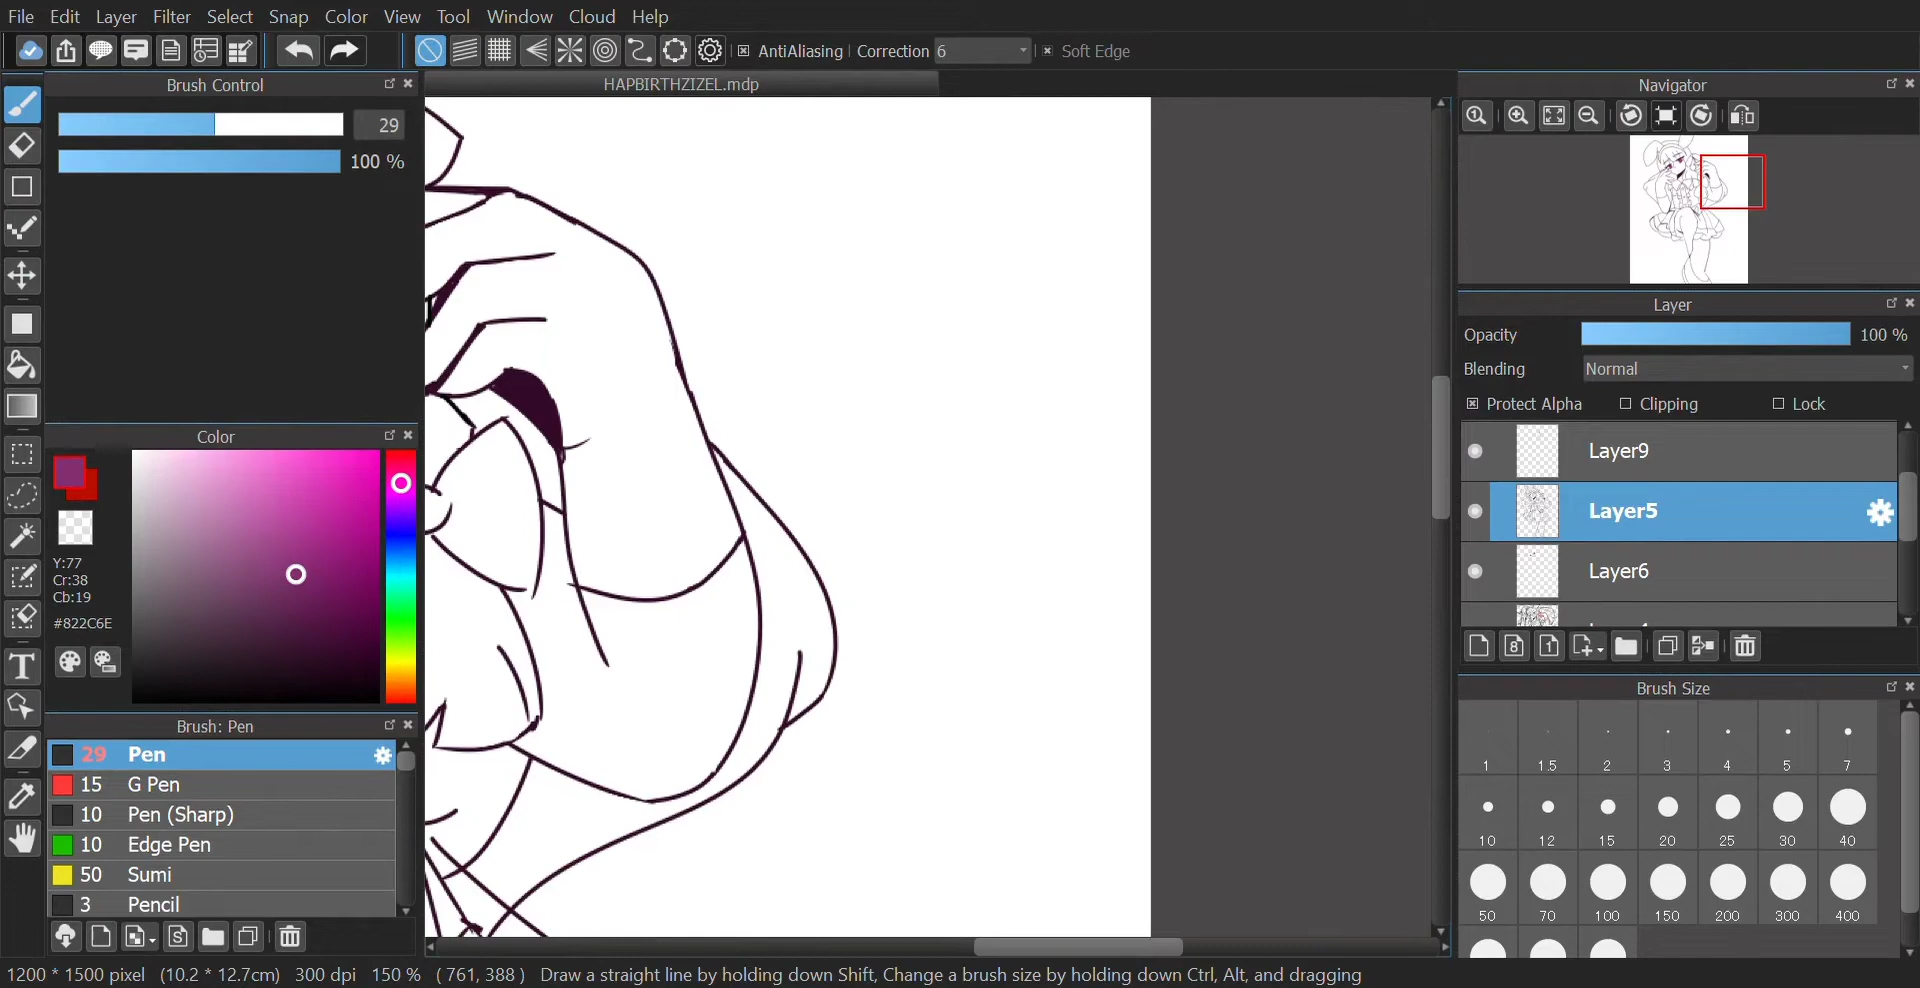 File Edit Layer Filter Select Snap Color View Tool Window Cloud Help
AntiAliasing Correction 6 Soft Edge
Brush Control
29
100 %
Color
Y:77
Cr:38
Cb:19
#822C6E
Brush: Pen
29 Pen
15 G Pen
10 Pen (Sharp)
10 Edge Pen
50 Sumi
3 Pencil
HAPBIRTHZIZEL.mdp
Navigator
Layer
Opacity 100 %
Blending Normal
Protect Alpha Clipping Lock
Layer9
Layer5
Layer6
Brush Size
1 1.5 2 3 4 5 7
10 12 15 20 25 30 40
50 70 100 150 200 300 400
1200 * 1500 pixel (10.2 * 12.7cm) 300 dpi 150 % ( 761, 388 ) Draw a straight line by holding down Shift, Change a brush size by holding down Ctrl, Alt, and dragging